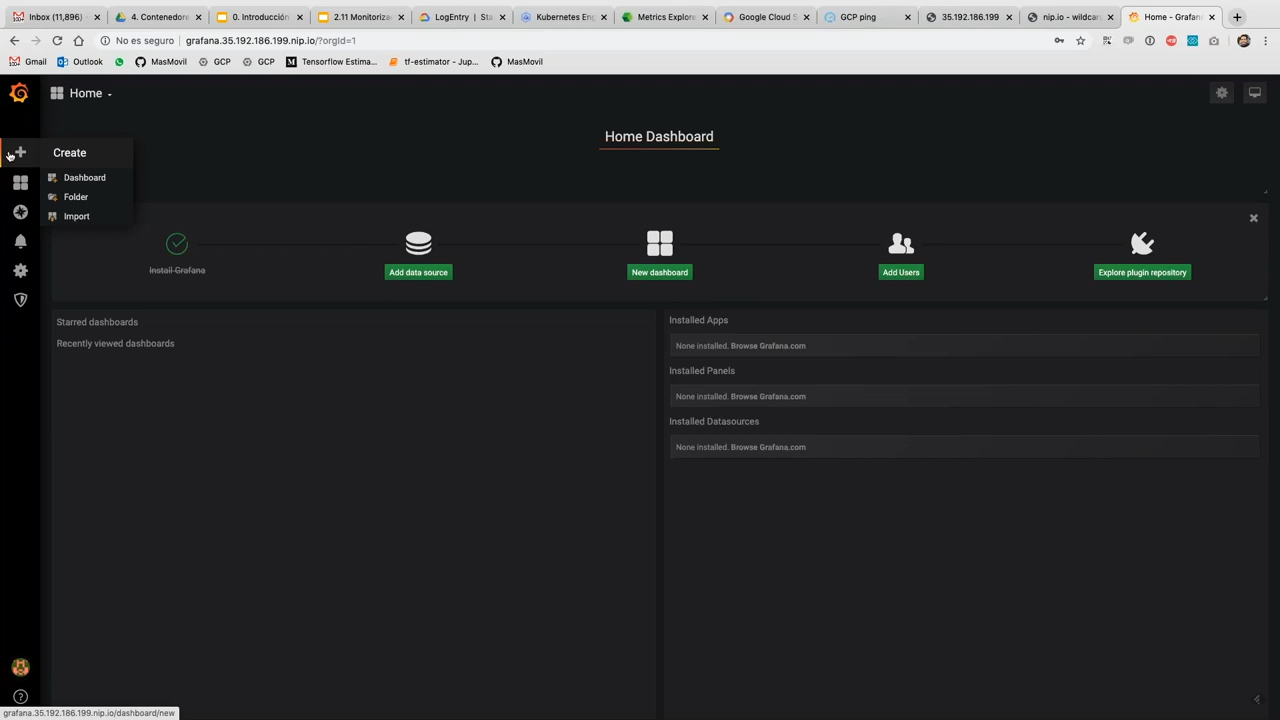 Inbox (11,896)
4. Contenedore
0. Introducción
2.11 Monitoriza
LogEntry | Sta
Kubernetes Eng
Metrics Explore
Google Cloud S
GCP ping
35.192.186.199
nip.io - wildcar
Home - Grafan
No es seguro | grafana.35.192.186.199.nip.io/?orgId=1
Gmail
Outlook
MasMovil
GCP
GCP
Tensorflow Estima...
tf-estimator - Jup...
MasMovil
Home
Home Dashboard
Create
Dashboard
Folder
Import
Install Grafana
Add data source
New dashboard
Add Users
Explore plugin repository
Starred dashboards
Recently viewed dashboards
Installed Apps
None installed. Browse Grafana.com
Installed Panels
None installed. Browse Grafana.com
Installed Datasources
None installed. Browse Grafana.com
grafana.35.192.186.199.nip.io/dashboard/new